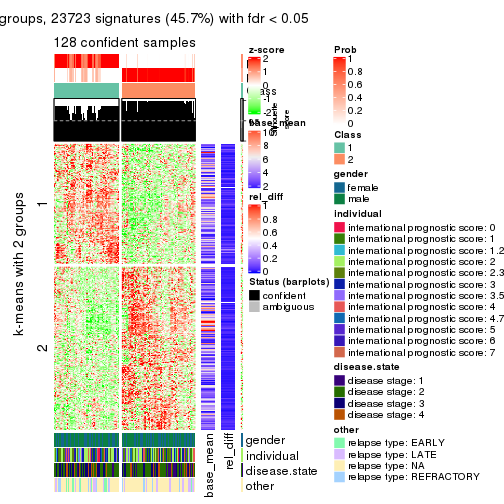 groups, 23723 signatures (45.7%) with fdr < 0.05
128 confident samples
k-means with 2 groups
1
2
base_mean
rel_diff
gender
individual
disease.state
other
z-score
2
1
0
-1
-2
base_mean
10
8
6
4
2
rel_diff
1
0.8
0.6
0.4
0.2
0
Status (barplots)
confident
ambiguous
Silhouette
score
Prob
1
0.8
0.6
0.4
0.2
0
Class
1
2
gender
female
male
individual
international prognostic score: 0
international prognostic score: 1
international prognostic score: 1.2
international prognostic score: 2
international prognostic score: 2.3
international prognostic score: 3
international prognostic score: 3.5
international prognostic score: 4
international prognostic score: 4.7
international prognostic score: 5
international prognostic score: 6
international prognostic score: 7
disease.state
disease stage: 1
disease stage: 2
disease stage: 3
disease stage: 4
other
relapse type: EARLY
relapse type: LATE
relapse type: NA
relapse type: REFRACTORY